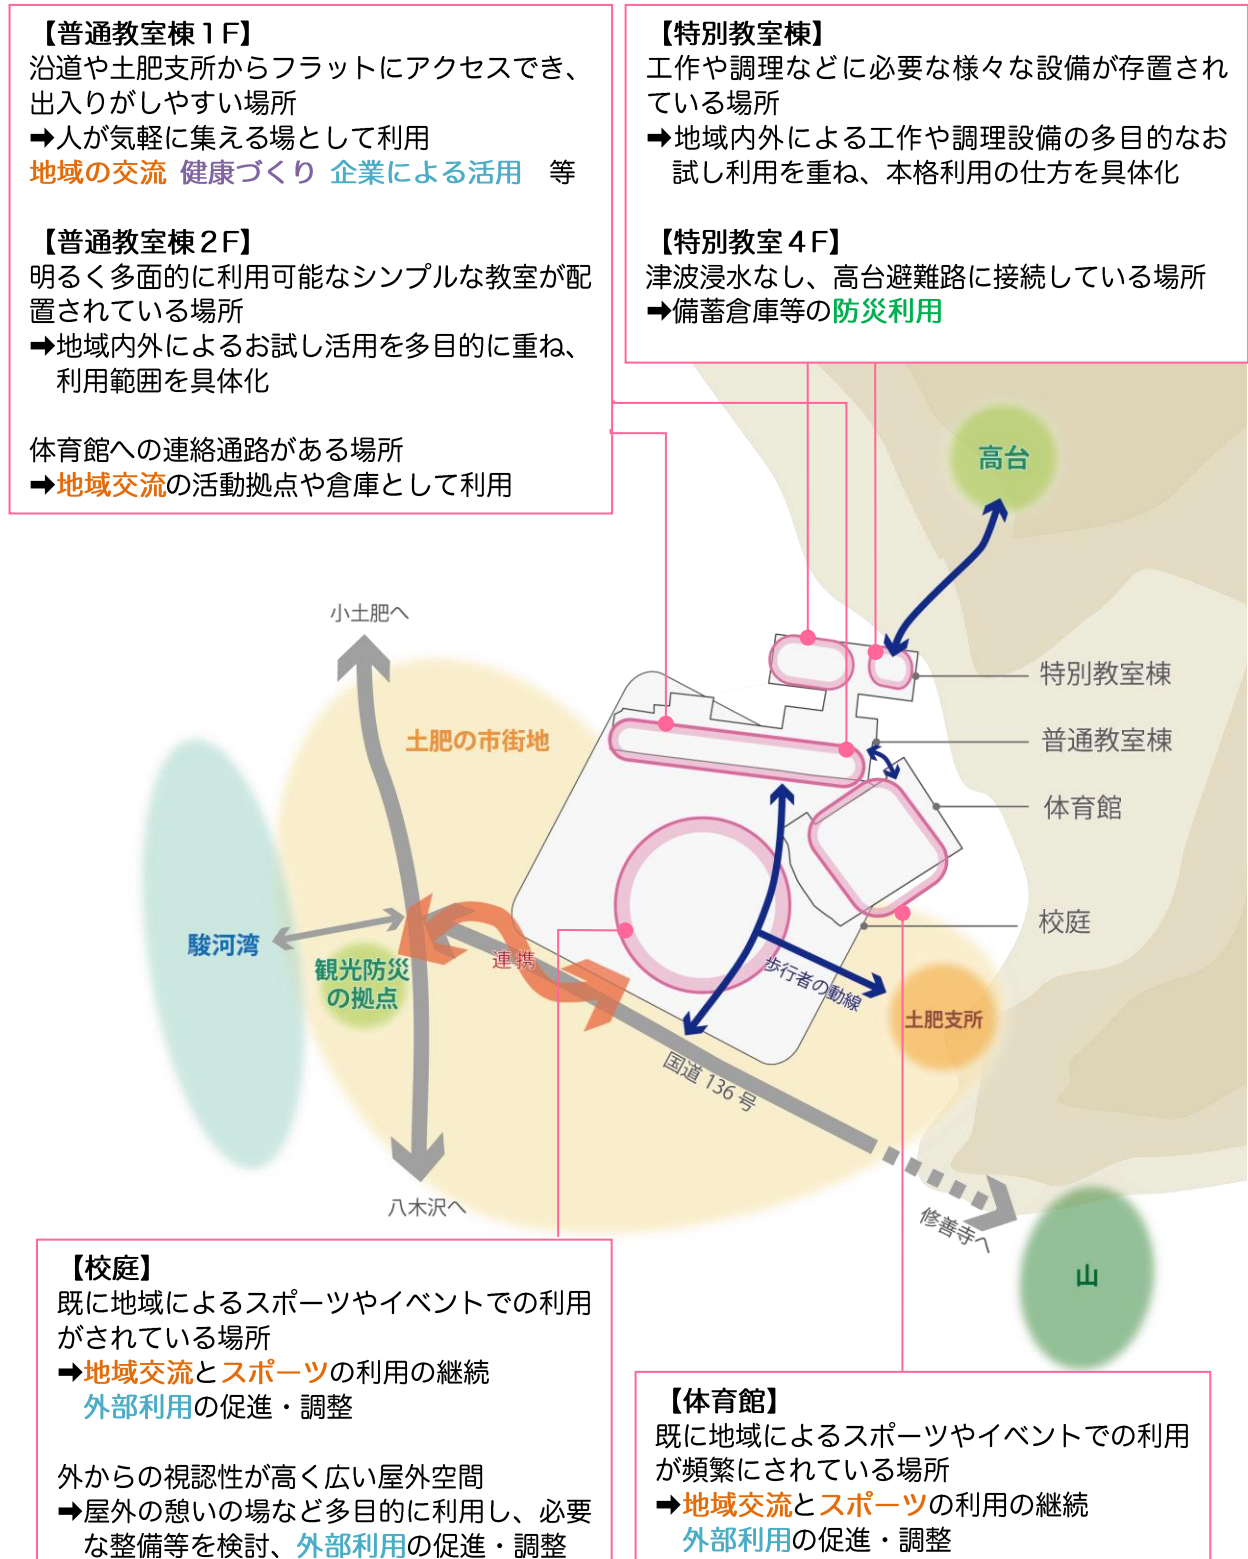 【普通教室棟１F】
沿道や土肥支所からフラットにアクセスでき、
出入りがしやすい場所
➡人が気軽に集える場として利用
地域の交流 健康づくり 企業による活用　等
【普通教室棟２F】
明るく多面的に利用可能なシンプルな教室が配
置されている場所
➡地域内外によるお試し活用を多目的に重ね、
利用範囲を具体化
体育館への連絡通路がある場所
➡地域交流の活動拠点や倉庫として利用
【特別教室棟】
工作や調理などに必要な様々な設備が存置され
ている場所
➡地域内外による工作や調理設備の多目的なお
試し利用を重ね、本格利用の仕方を具体化
【特別教室４F】
津波浸水なし、高台避難路に接続している場所
➡備蓄倉庫等の防災利用
高台
小土肥へ
特別教室棟
土肥の市街地
普通教室棟
体育館
校庭
駿河湾
連携
観光防災
の拠点
歩行者の動線
土肥支所
国道 136 号
八木沢へ
修善寺へ
山
【校庭】
既に地域によるスポーツやイベントでの利用
がされている場所
➡地域交流とスポーツの利用の継続
外部利用の促進・調整
外からの視認性が高く広い屋外空間
➡屋外の憩いの場など多目的に利用し、必要
な整備等を検討、外部利用の促進・調整
【体育館】
既に地域によるスポーツやイベントでの利用
が頻繁にされている場所
➡地域交流とスポーツの利用の継続
外部利用の促進・調整